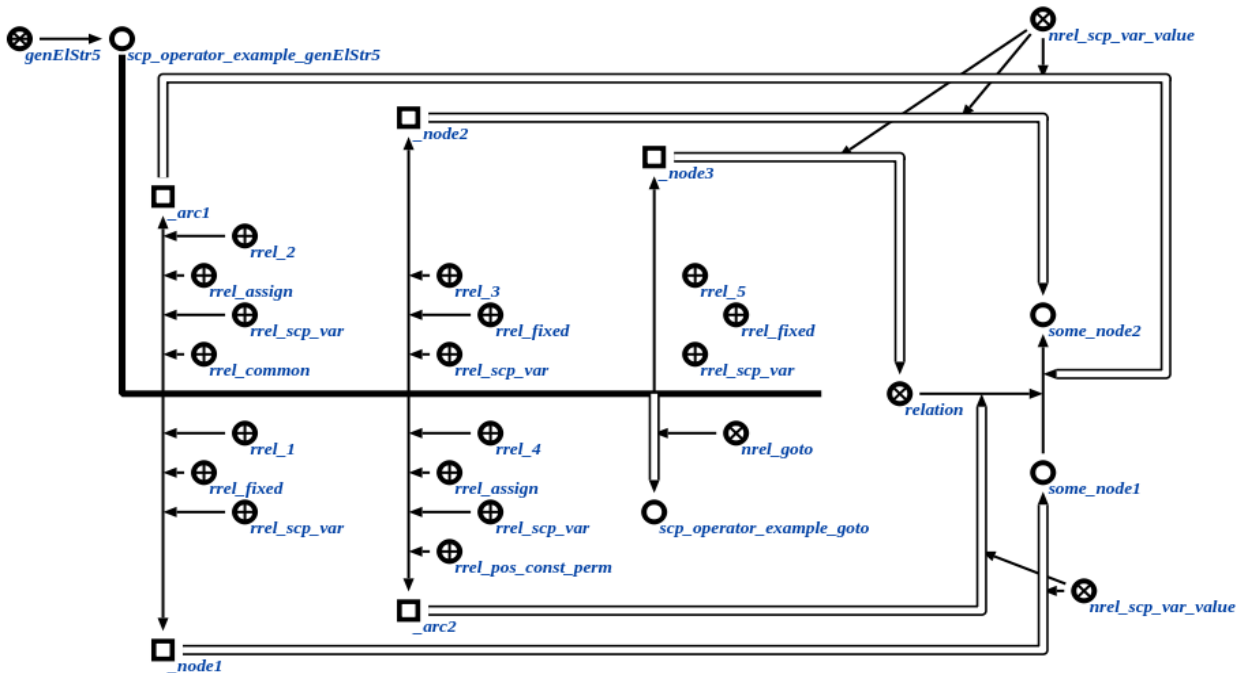 nrel_scp_var_value
genElStr5
scp_operator_example_genElStr5
_node2
_node3
_arc1
rrel_2
rrel_assign
rrel_3
rrel_5
rrel_scp_var
rrel_fixed
rrel_fixed
some_node2
rrel_common
rrel_scp_var
rrel_scp_var
relation
rrel_1
rrel_4
nrel_goto
rrel_fixed
rrel_assign
some_node1
rrel_scp_var
rrel_scp_var
scp_operator_example_goto
rrel_pos_const_perm
nrel_scp_var_value
_arc2
_node1